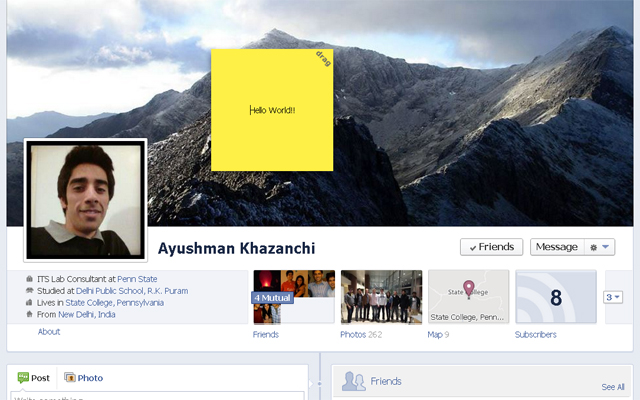 drag
Hello World!!
Ayushman Khazanchi
Friends
Message
ITS Lab Consultant at Penn State
Studied at Delhi Public School, R.K. Puram
Lives in State College, Pennsylvania
From New Delhi, India
About
4 Mutual
Friends
Photos 262
State College
State College, Penn...
Map 9
8
Subscribers
3
Post
Photo
Write something...
Friends
See All